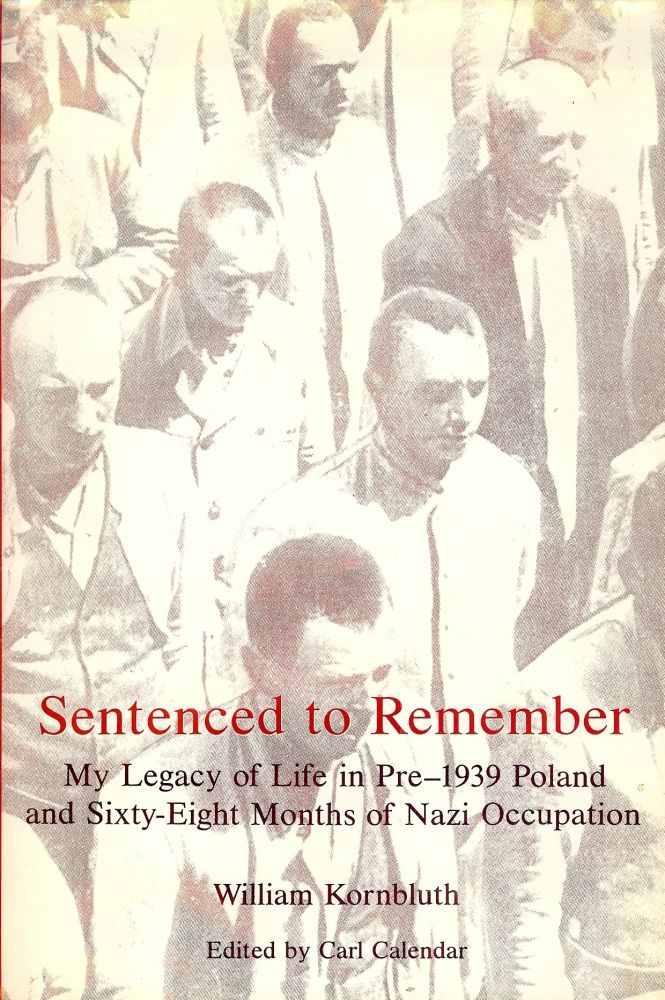 Sentenced to Remember
My Legacy of Life in Pre–1939 Poland
and Sixty-Eight Months of Nazi Occupation
William Kornbluth
Edited by Carl Calendar